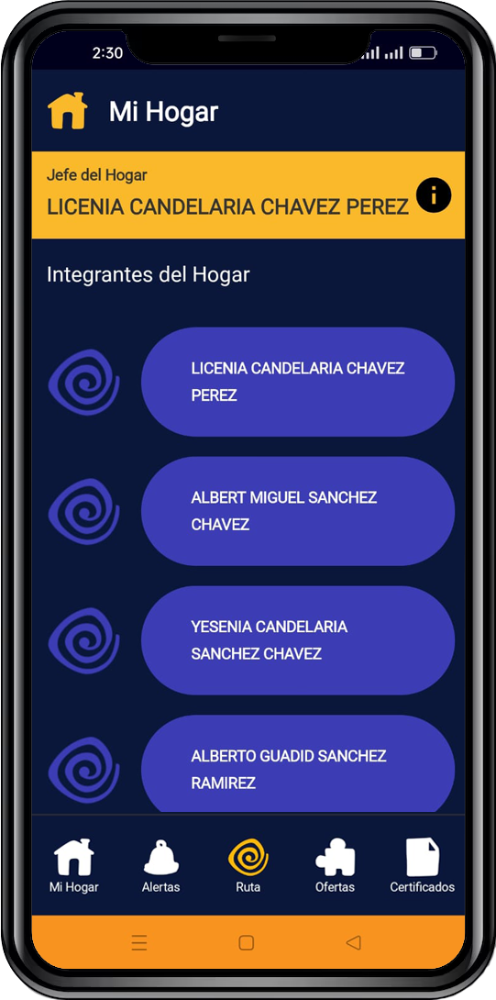 2:30
Mi Hogar
Jefe del Hogar
LICENIA CANDELARIA CHAVEZ PEREZ
Integrantes del Hogar
LICENIA CANDELARIA CHAVEZ
PEREZ
ALBERT MIGUEL SANCHEZ
CHAVEZ
YESENIA CANDELARIA
SANCHEZ CHAVEZ
ALBERTO GUADID SANCHEZ
RAMIREZ
Mi Hogar
Alertas
Ruta
Ofertas
Certificados